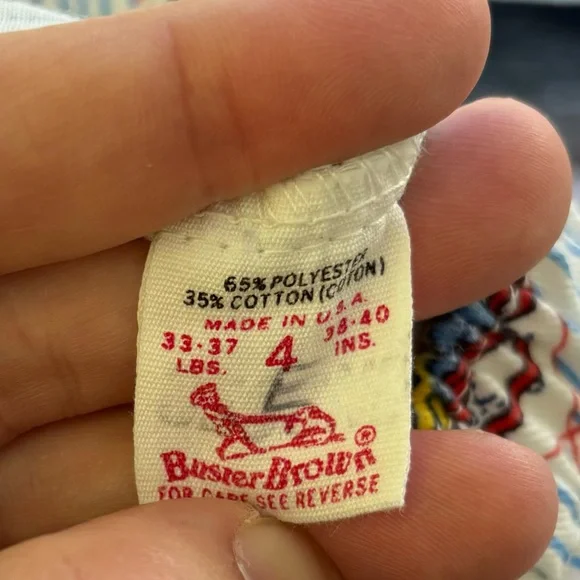 65% POLYESTER
35% COTTON (COTON)
MADE IN U.S.A.
33-37 4 38-40
LBS. INS.
BusterBrown®
FOR CARE SEE REVERSE